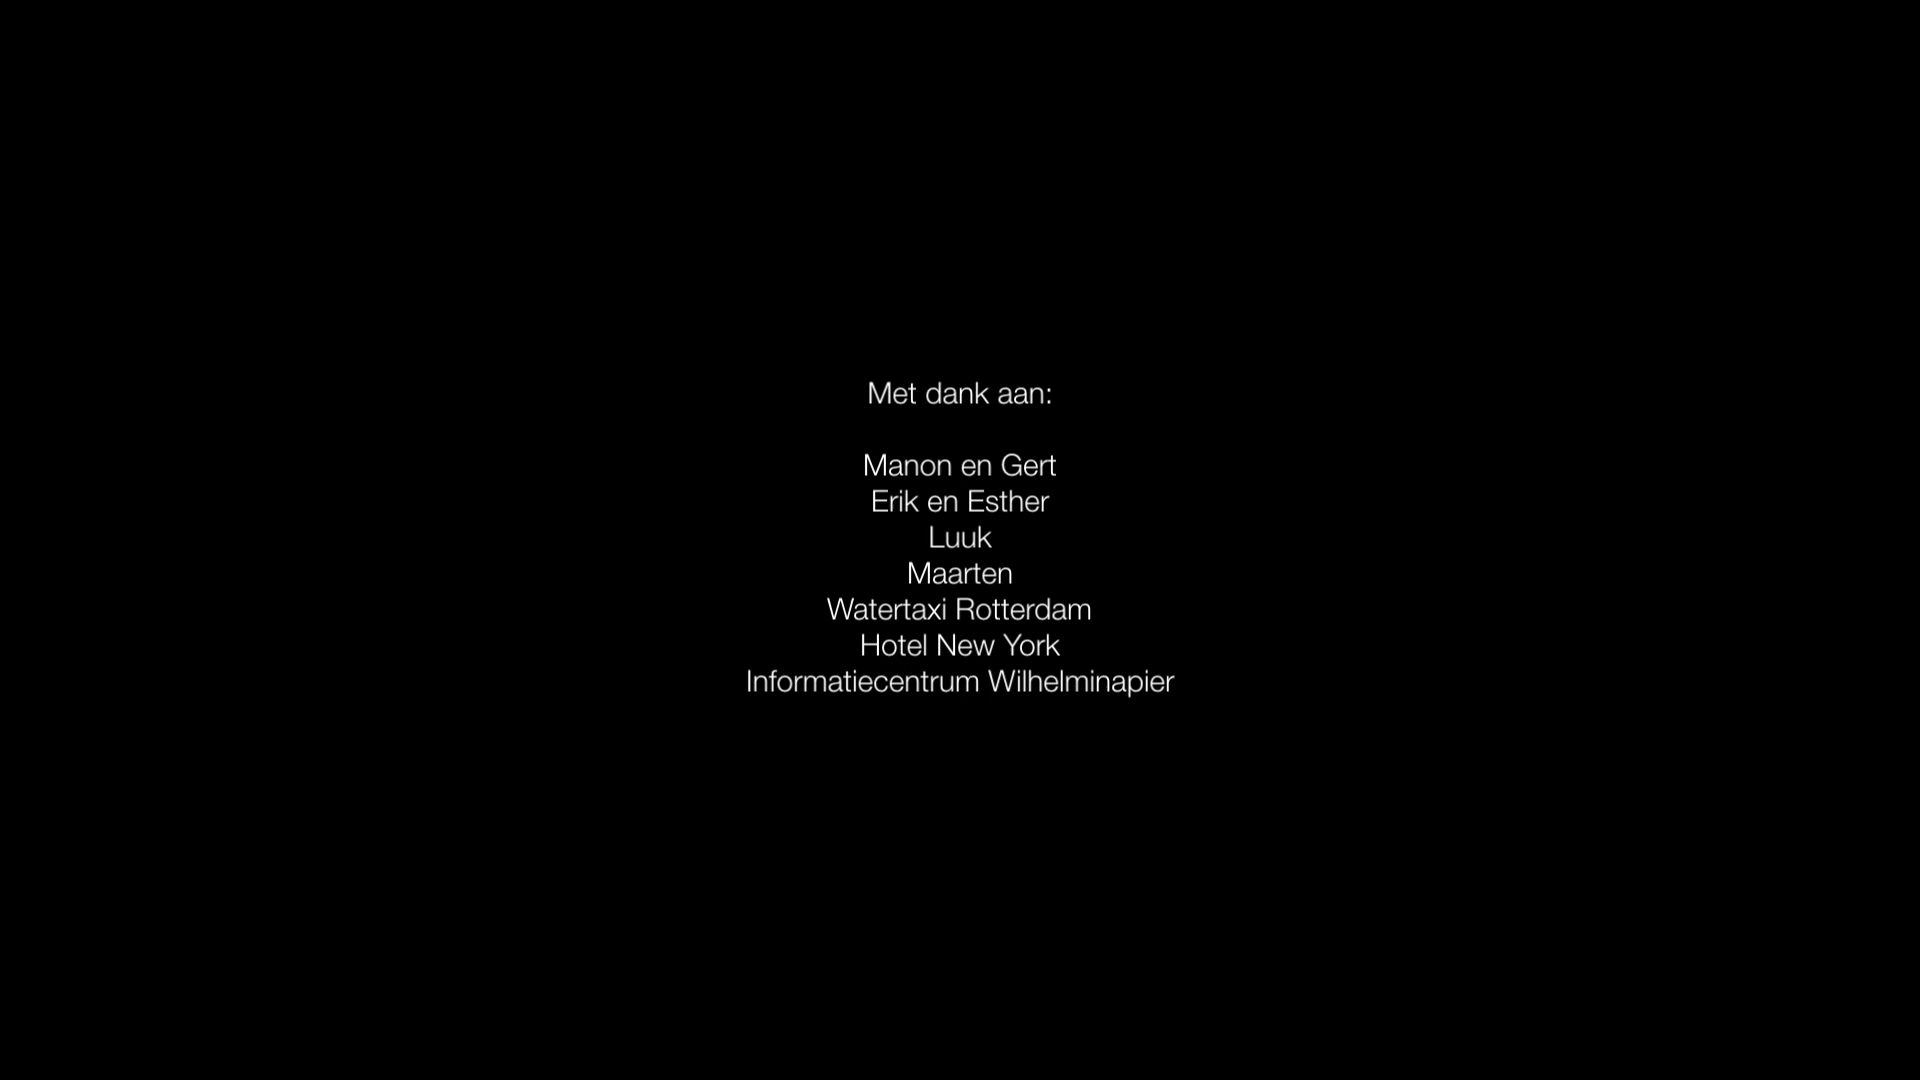 Met dank aan:
Manon en Gert
Erik en Esther
Luuk
Maarten
Watertaxi Rotterdam
Hotel New York
Informatiecentrum Wilhelminapier